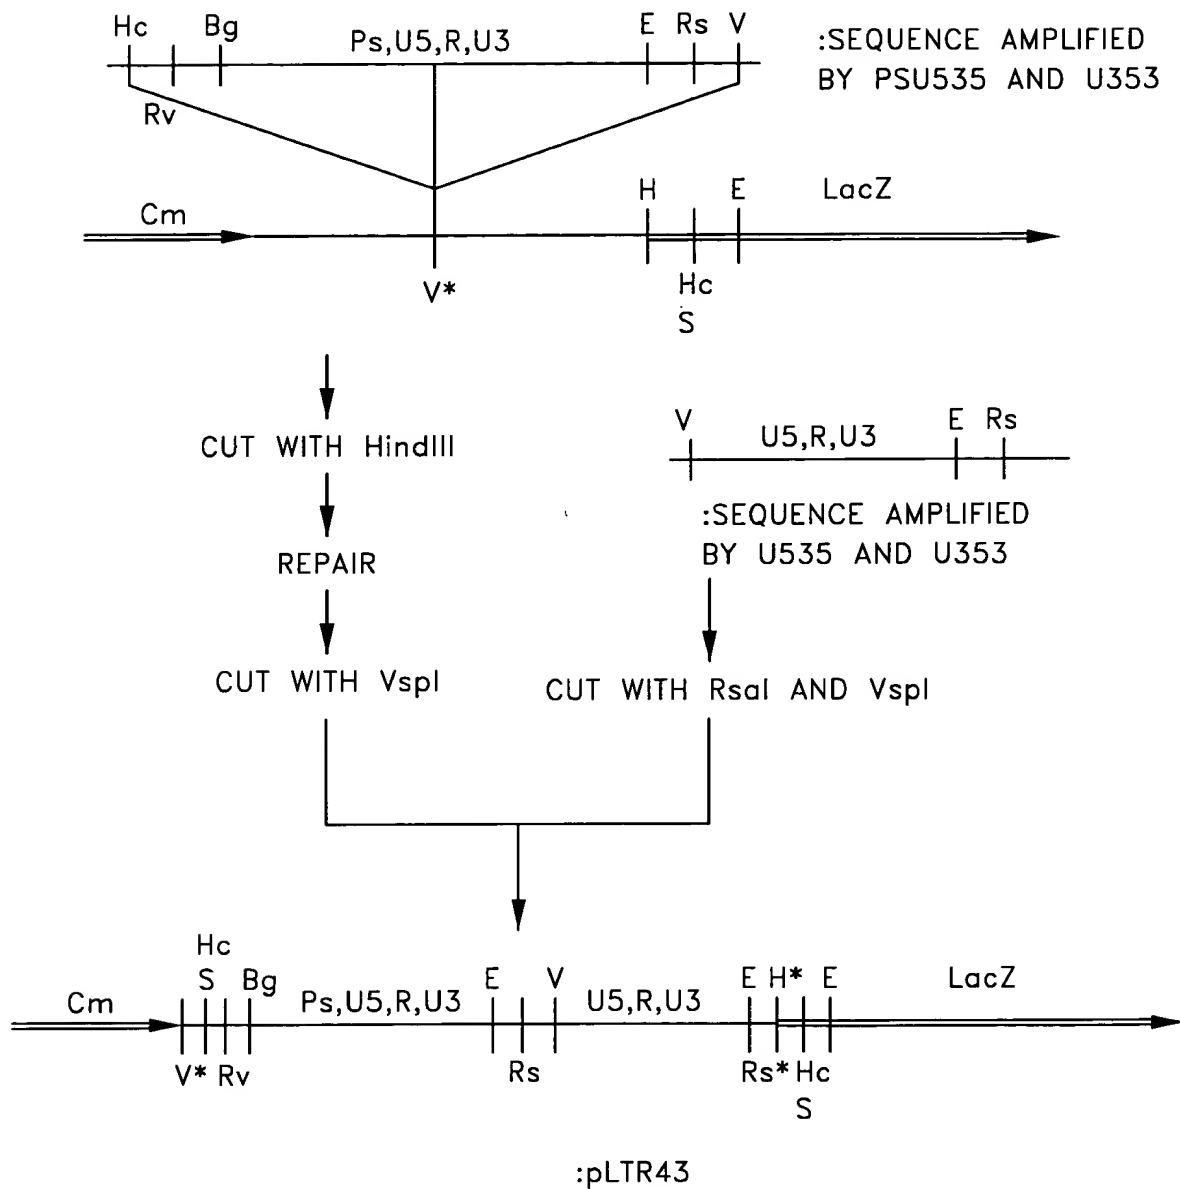 Hc Bg Ps,U5,R,U3 E Rs V
Rv
:SEQUENCE AMPLIFIED
BY PSU535 AND U353
Cm H E LacZ
V* Hc
S
CUT WITH HindIII
REPAIR
CUT WITH VspI
V U5,R,U3 E Rs
:SEQUENCE AMPLIFIED
BY U535 AND U353
CUT WITH RsaI AND VspI
Hc
Cm S Bg Ps,U5,R,U3 E V U5,R,U3 E H* E LacZ
V* Rv Rs Rs* Hc
S
:pLTR43